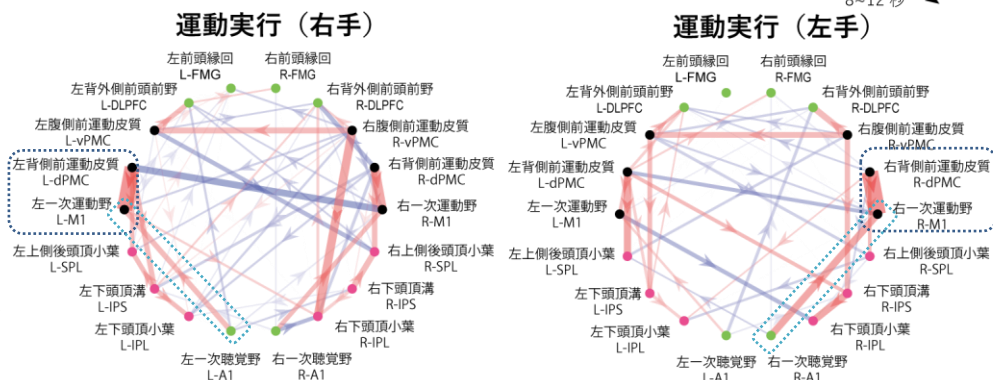 8~12 秒
運動実行（右手）
左前頭縁回
L-FMG
右前頭縁回
R-FMG
左背外側前頭前野
L-DLPFC
右背外側前頭前野
R-DLPFC
左腹側前運動皮質
L-vPMC
右腹側前運動皮質
R-vPMC
左背側前運動皮質
L-dPMC
右背側前運動皮質
R-dPMC
左一次運動野
L-M1
右一次運動野
R-M1
左上側後頭頂小葉
L-SPL
右上側後頭頂小葉
R-SPL
左下頭頂溝
L-IPS
右下頭頂溝
R-IPS
左下頭頂小葉
L-IPL
右下頭頂小葉
R-IPL
左一次聴覚野
L-A1
右一次聴覚野
R-A1
運動実行（左手）
左前頭縁回
L-FMG
右前頭縁回
R-FMG
左背外側前頭前野
L-DLPFC
右背外側前頭前野
R-DLPFC
左腹側前運動皮質
L-vPMC
右腹側前運動皮質
R-vPMC
左背側前運動皮質
L-dPMC
右背側前運動皮質
R-dPMC
左一次運動野
L-M1
右一次運動野
R-M1
左上側後頭頂小葉
L-SPL
右上側後頭頂小葉
R-SPL
左下頭頂溝
L-IPS
右下頭頂溝
R-IPS
左下頭頂小葉
L-IPL
右下頭頂小葉
R-IPL
左一次聴覚野
L-A1
右一次聴覚野
R-A1